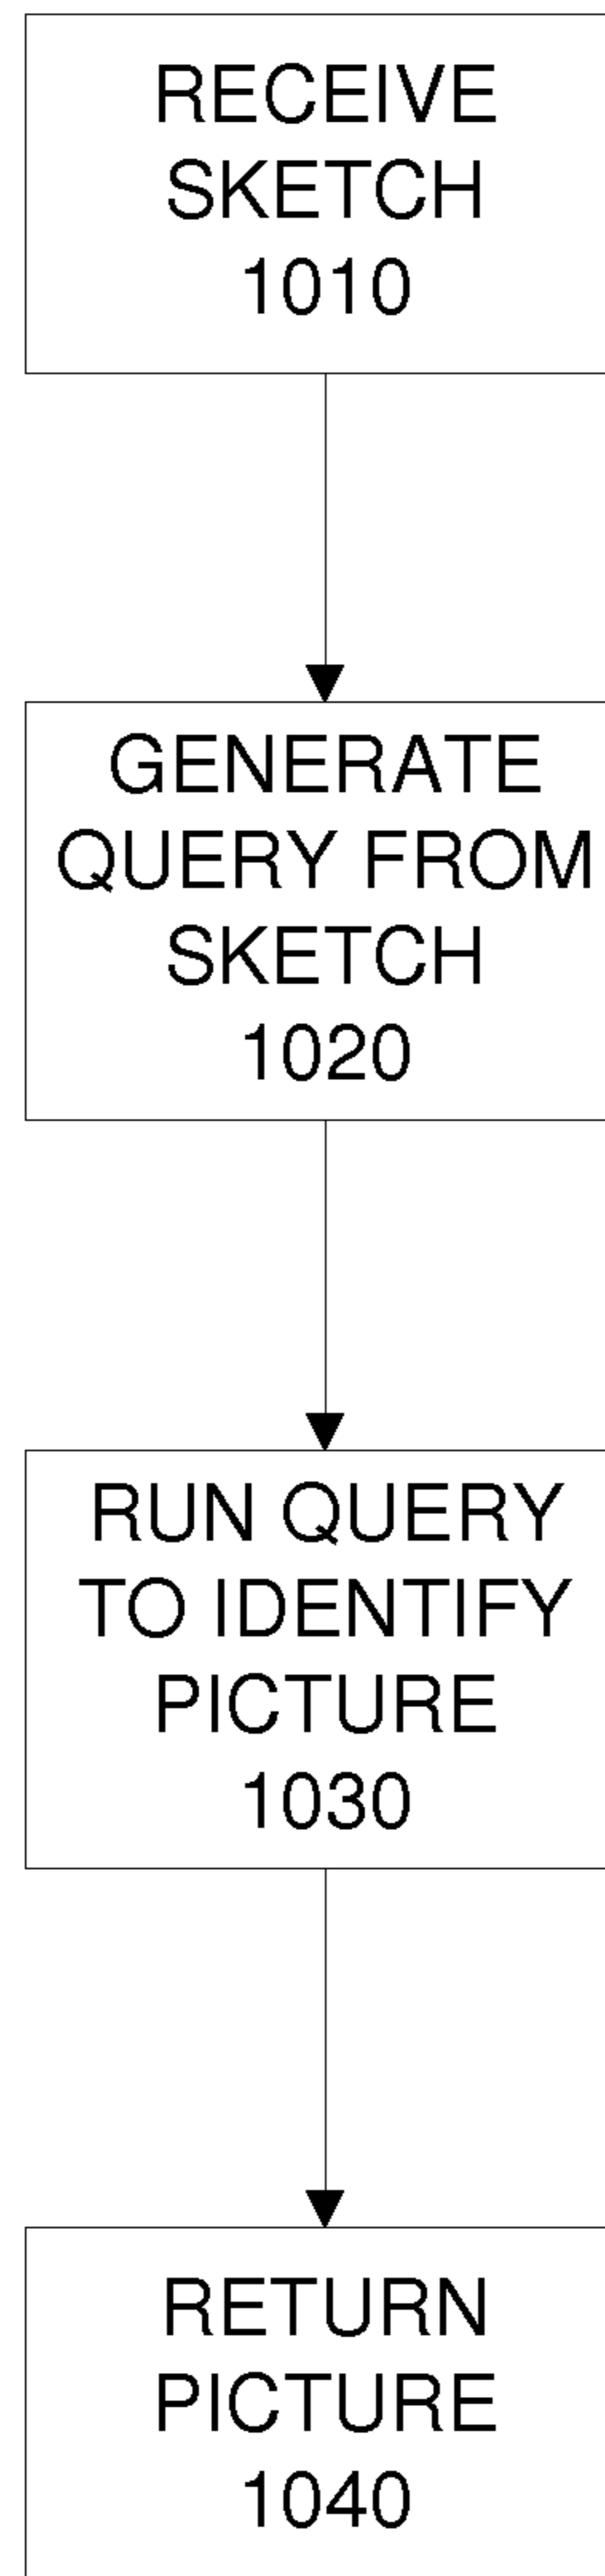 RECEIVE
SKETCH
1010
GENERATE
QUERY FROM
SKETCH
1020
RUN QUERY
TO IDENTIFY
PICTURE
1030
RETURN
PICTURE
1040